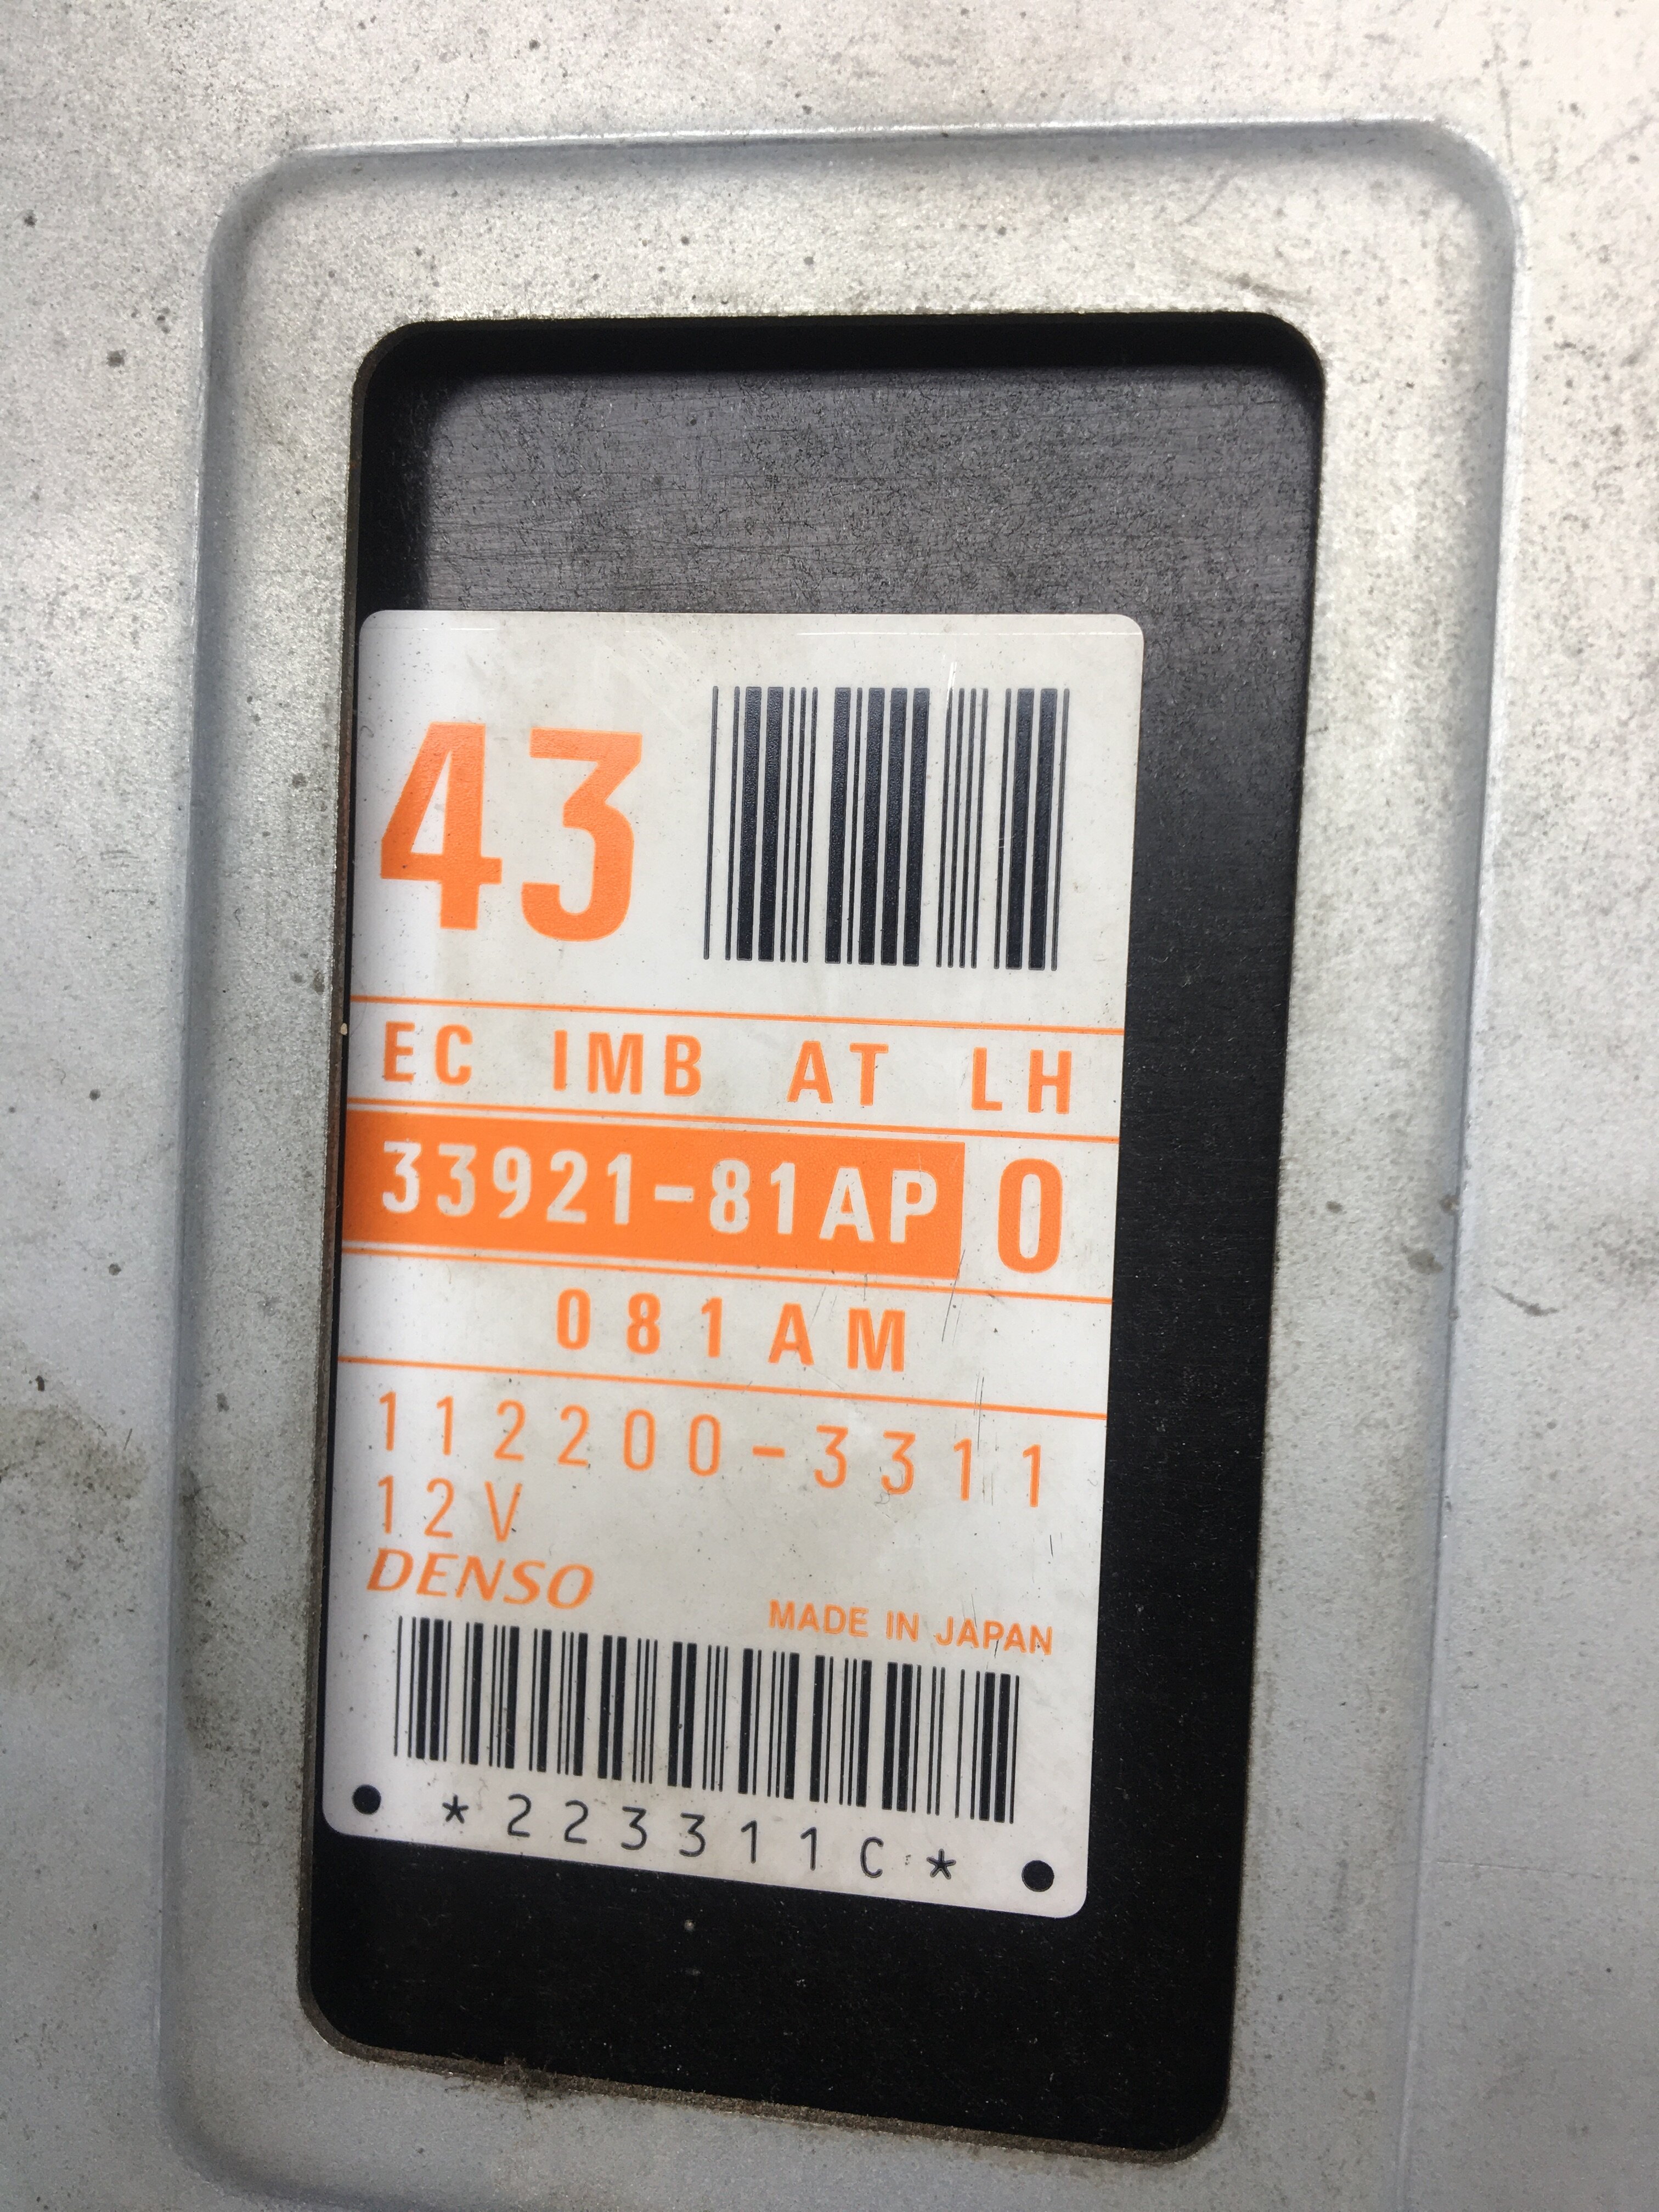 43
EC IMB AT LH
33921-81AP 0
081AM
112200-3311
12V
DENSO
MADE IN JAPAN
*223311C*